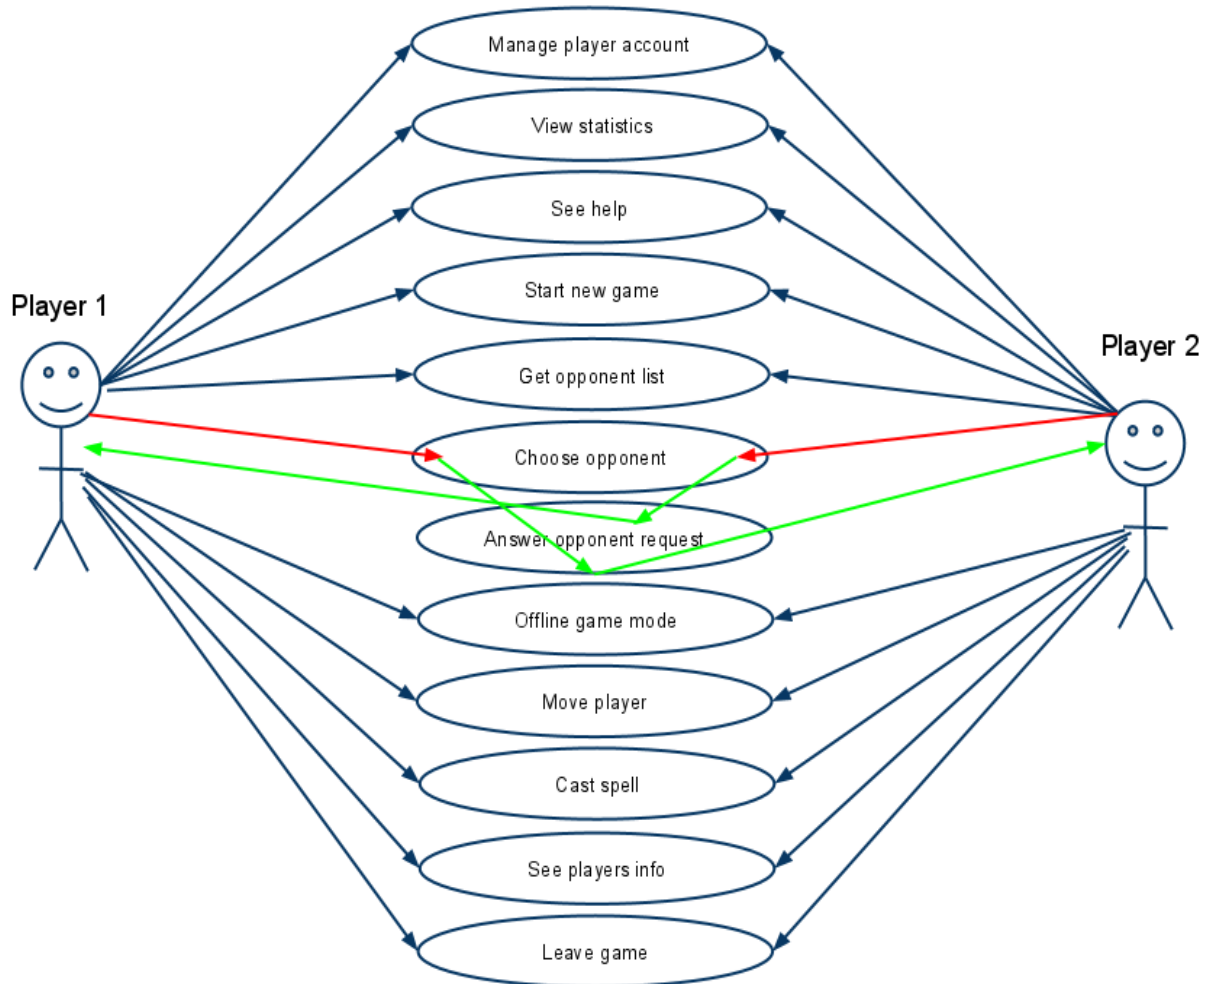 Manage player account
View statistics
See help
Start new game
Player 1
Player 2
Get opponent list
Choose opponent
Answer opponent request
Offline game mode
Move player
Cast spell
See players info
Leave game